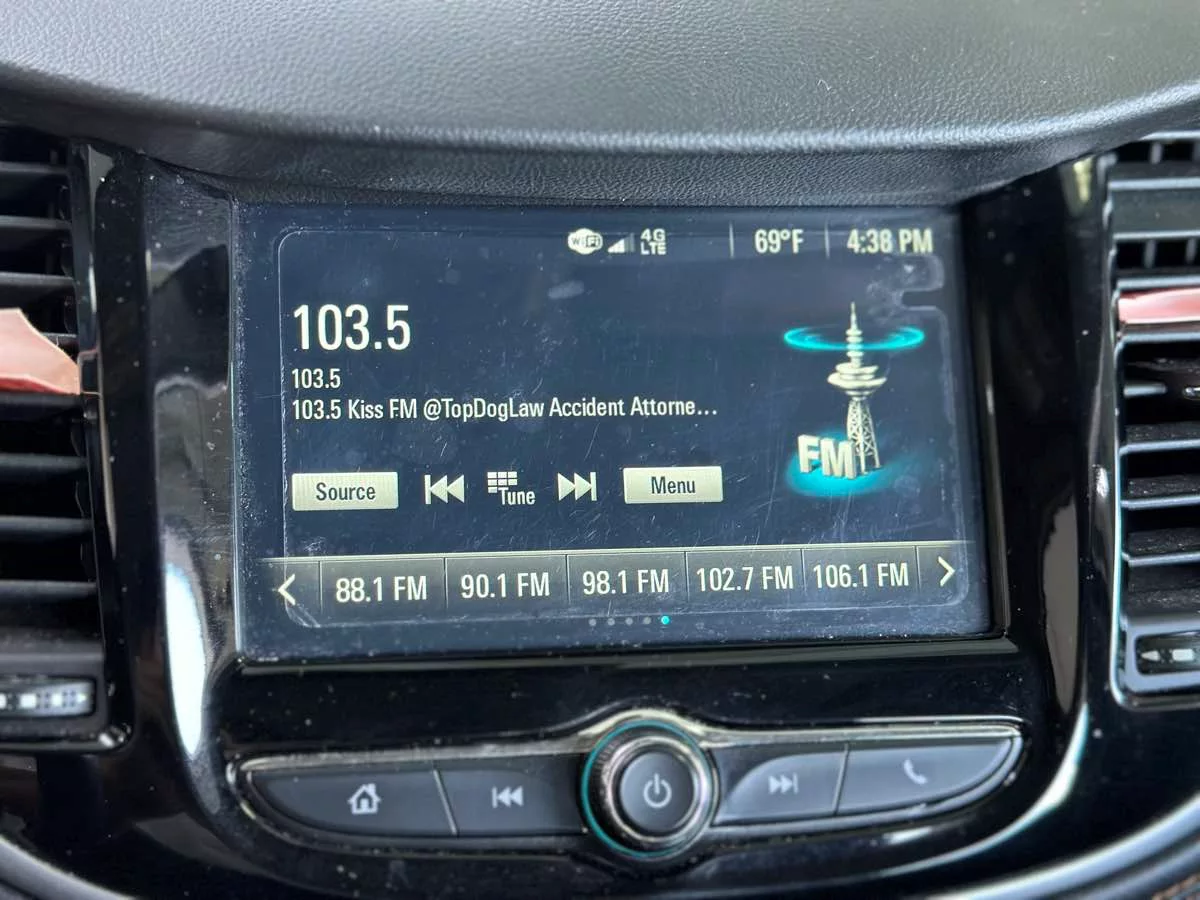 WiFi 4G LTE 69°F 4:38 PM
103.5
103.5
103.5 Kiss FM @TopDogLaw Accident Attorne...
FM
Source Tune Menu
88.1 FM 90.1 FM 98.1 FM 102.7 FM 106.1 FM